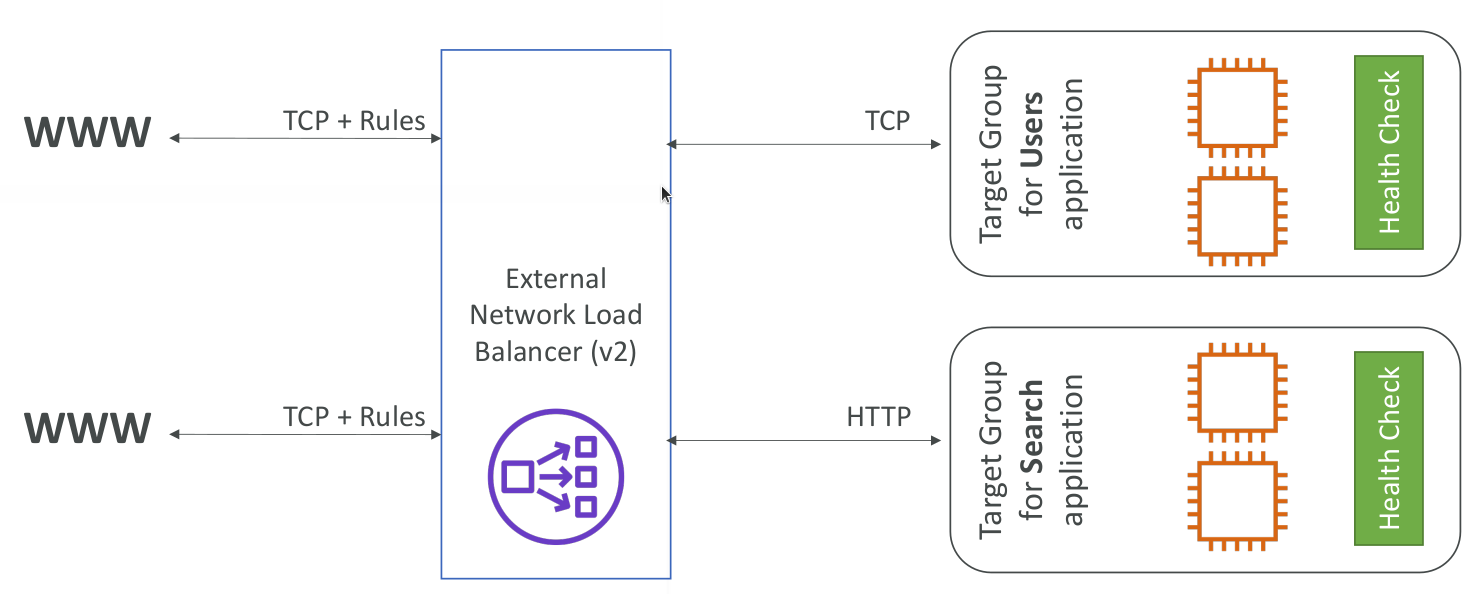 WWW
TCP + Rules
TCP
Target Group
for Users
application
Health Check
External
Network Load
Balancer (v2)
WWW
TCP + Rules
HTTP
Target Group
for Search
application
Health Check